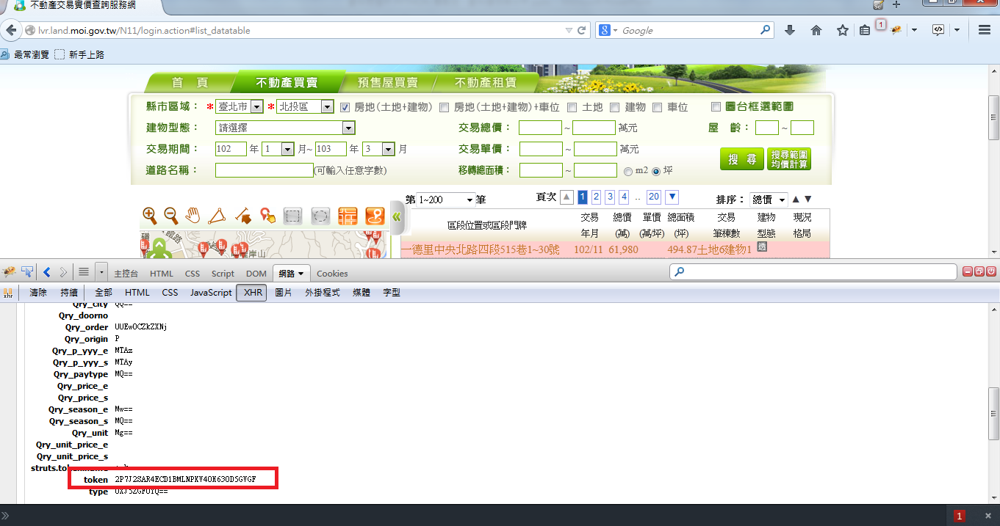 不動產交易實價查詢服務網
lvr.land.moi.gov.tw/N11/login.action#list_datatable
Google
1
最常瀏覽 新手上路
首 頁 不動產買賣 預售屋買賣 不動產租賃
縣市區域： * 臺北市 * 北投區 房地(土地+建物) 房地(土地+建物)+車位 土地 建物 車位 圖台框選範圍
建物型態： 請選擇 交易總價： ~ 萬元 屋 齡： ~
交易期間： 102 年 1 月~ 103 年 3 月 交易單價： ~ 萬元
搜 尋 搜尋範圍
均價計算
道路名稱： (可輸入任意字數) 移轉總面積： ~ m2 坪
第 1~200 筆 頁次 ▲ 1 2 3 4 .. 20 ▼ 排序： 總價 ▲ ▼
區段位置或區段門牌 交易 總價 單價 總面積 交易 建物 現況
年月 (萬) (萬/坪) (坪) 筆棟數 型態 格局
一德里中央北路四段515巷1~30號 102/11 61,980 494.87 土地6建物1 透
主控台 HTML CSS Script DOM 網路 Cookies
清除 持續 全部 HTML CSS JavaScript XHR 圖片 外掛程式 媒體 字型
Qry_city QQ==
Qry_doorno
Qry_order UUEwOCZkZXNj
Qry_origin P
Qry_p_yyy_e MTAz
Qry_p_yyy_s MTAy
Qry_paytype MQ==
Qry_price_e
Qry_price_s
Qry_season_e Mw==
Qry_season_s MQ==
Qry_unit Mg==
Qry_unit_price_e
Qry_unit_price_s
token 2P7J2SAR4ECD1BMLNPKV4OH63OD5GVGF
type UXJ5ZGF0YQ==
1